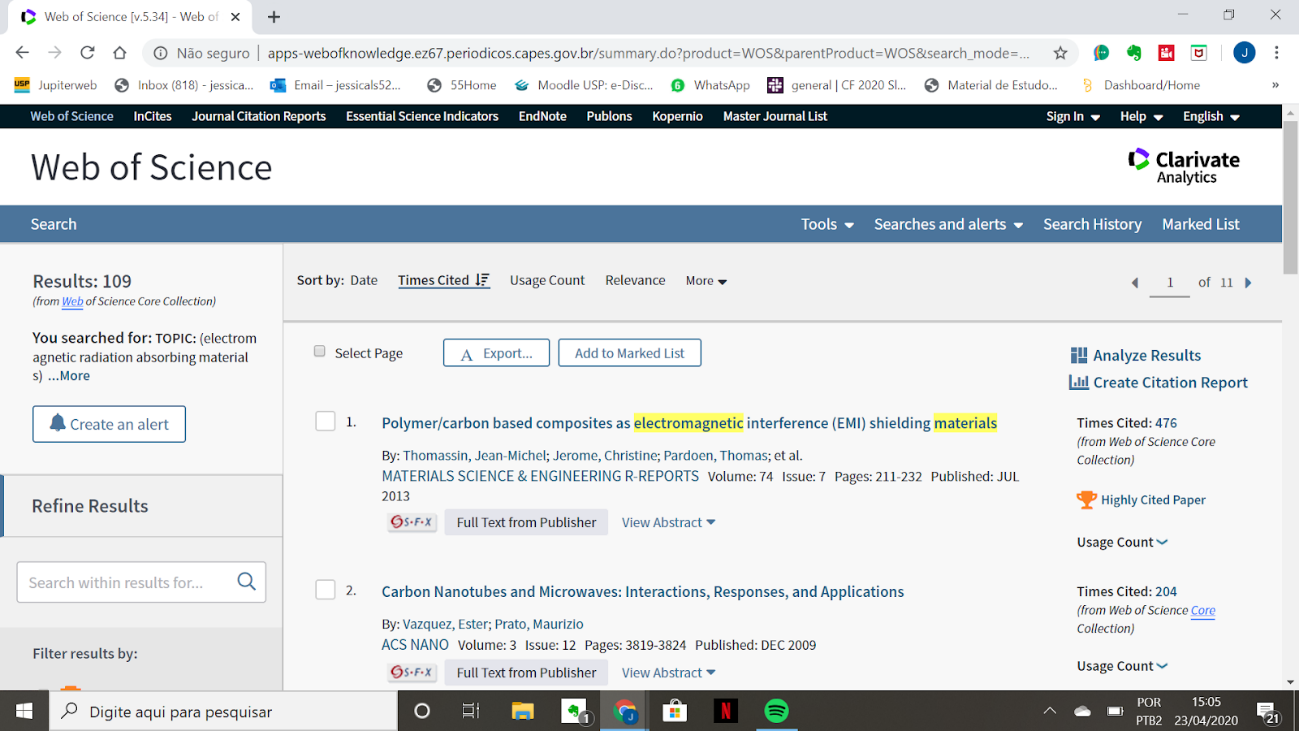 Web of Science [v.5.34] - Web of
Não seguro | apps-webofknowledge.ez67.periodicos.capes.gov.br/summary.do?product=WOS&parentProduct=WOS&search_mode=...
J
USP Jupiterweb Inbox (818) - jessica... Email – jessicals52... 55Home Moodle USP: e-Disc... 6 WhatsApp general | CF 2020 Sl... Material de Estudo... Dashboard/Home »
Web of Science InCites Journal Citation Reports Essential Science Indicators EndNote Publons Kopernio Master Journal List Sign In Help English
Web of Science
Clarivate
Analytics
Search Tools Searches and alerts Search History Marked List
Results: 109
(from Web of Science Core Collection)
You searched for: TOPIC: (electrom
agnetic radiation absorbing material
s) ...More
Create an alert
Refine Results
Search within results for...
Filter results by:
Sort by: Date Times Cited Usage Count Relevance More
1 of 11
Select Page A Export... Add to Marked List
Analyze Results
Create Citation Report
1. Polymer/carbon based composites as electromagnetic interference (EMI) shielding materials
By: Thomassin, Jean-Michel; Jerome, Christine; Pardoen, Thomas; et al.
MATERIALS SCIENCE & ENGINEERING R-REPORTS Volume: 74 Issue: 7 Pages: 211-232 Published: JUL
2013
S·F·X Full Text from Publisher View Abstract
Times Cited: 476
(from Web of Science Core
Collection)
Highly Cited Paper
Usage Count
2. Carbon Nanotubes and Microwaves: Interactions, Responses, and Applications
By: Vazquez, Ester; Prato, Maurizio
ACS NANO Volume: 3 Issue: 12 Pages: 3819-3824 Published: DEC 2009
S·F·X Full Text from Publisher View Abstract
Times Cited: 204
(from Web of Science Core
Collection)
Usage Count
Digite aqui para pesquisar
1
J
N
POR
PTB2
15:05
23/04/2020
21